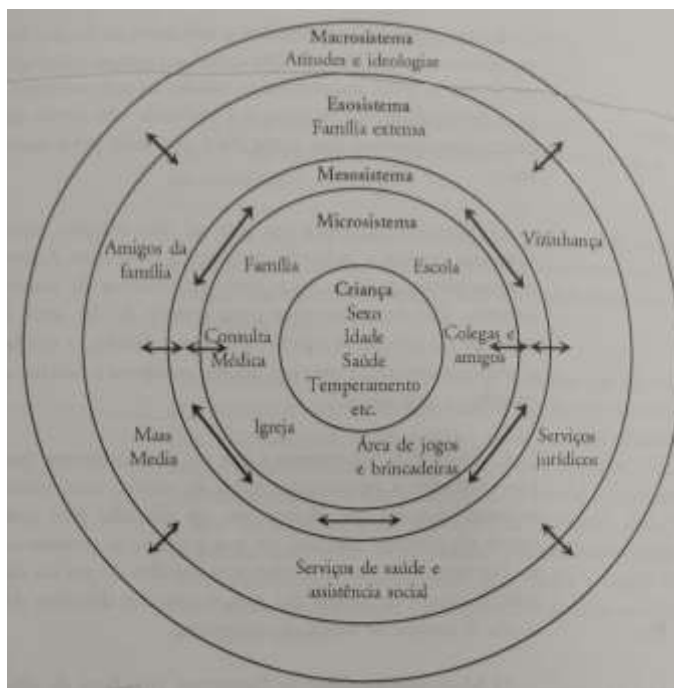 Macrosistema
Atitudes e ideologias
Exosistema
Família extensa
Mesosistema
Microsistema
Amigos da
família
Vizinhança
Família
Escola
Criança
Sexo
Idade
Saúde
Temperamento
etc.
Consulta
Médica
Colegas e
amigos
Igreja
Área de jogos
e brincadeiras
Mass
Media
Serviços
jurídicos
Serviços de saúde e
assistência social